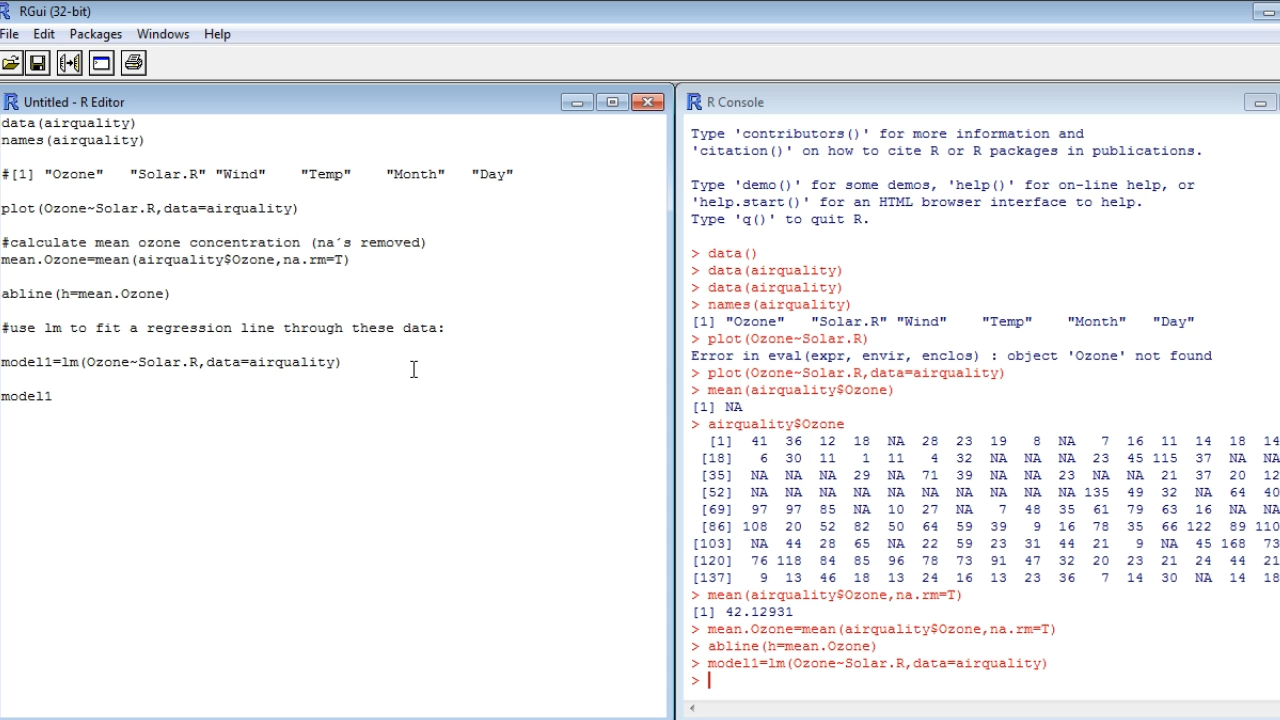 RGui (32-bit)
File Edit Packages Windows Help
Untitled - R Editor
data(airquality)
names(airquality)
#[1] "Ozone" "Solar.R" "Wind" "Temp" "Month" "Day"
plot(Ozone~Solar.R,data=airquality)
#calculate mean ozone concentration (na´s removed)
mean.Ozone=mean(airquality$Ozone,na.rm=T)
abline(h=mean.Ozone)
#use lm to fit a regression line through these data:
model1=lm(Ozone~Solar.R,data=airquality)
model1
R Console
Type 'contributors()' for more information and
'citation()' on how to cite R or R packages in publications.
Type 'demo()' for some demos, 'help()' for on-line help, or
'help.start()' for an HTML browser interface to help.
Type 'q()' to quit R.
> data()
> data(airquality)
> data(airquality)
> names(airquality)
[1] "Ozone" "Solar.R" "Wind" "Temp" "Month" "Day"
> plot(Ozone~Solar.R)
Error in eval(expr, envir, enclos) : object 'Ozone' not found
> plot(Ozone~Solar.R,data=airquality)
> mean(airquality$Ozone)
[1] NA
> airquality$Ozone
[1] 41 36 12 18 NA 28 23 19 8 NA 7 16 11 14 18 14
[18] 6 30 11 1 11 4 32 NA NA NA 23 45 115 37 NA NA
[35] NA NA NA 29 NA 71 39 NA NA 23 NA NA 21 37 20 12
[52] NA NA NA NA NA NA NA NA NA NA 135 49 32 NA 64 40
[69] 97 97 85 NA 10 27 NA 7 48 35 61 79 63 16 NA NA
[86] 108 20 52 82 50 64 59 39 9 16 78 35 66 122 89 110
[103] NA 44 28 65 NA 22 59 23 31 44 21 9 NA 45 168 73
[120] 76 118 84 85 96 78 73 91 47 32 20 23 21 24 44 21
[137] 9 13 46 18 13 24 16 13 23 36 7 14 30 NA 14 18
> mean(airquality$Ozone,na.rm=T)
[1] 42.12931
> mean.Ozone=mean(airquality$Ozone,na.rm=T)
> abline(h=mean.Ozone)
> model1=lm(Ozone~Solar.R,data=airquality)
>